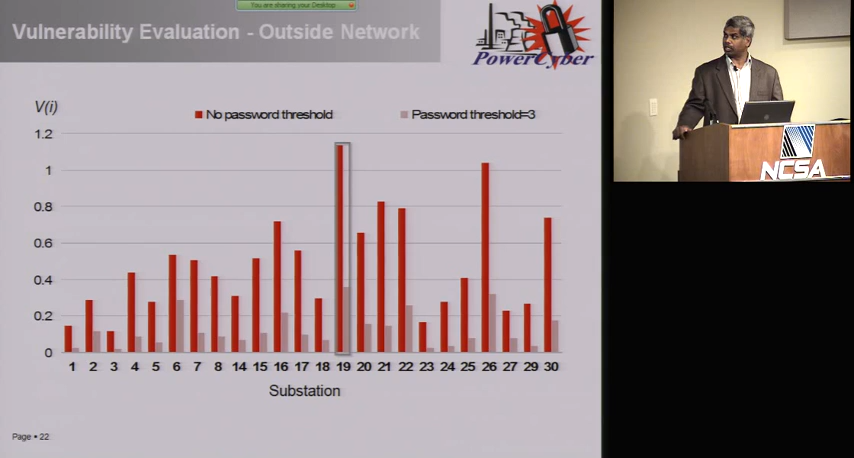 You are sharing your Desktop
Vulnerability Evaluation - Outside Network
PowerCyber
V(i)
No password threshold
Password threshold=3
1.2
1
0.8
0.6
0.4
0.2
0
1 2 3 4 5 6 7 8 14 15 16 17 18 19 20 21 22 23 24 25 26 27 29 30
Substation
Page • 22
NCSA